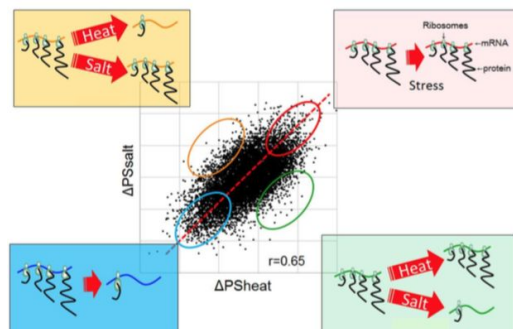 Heat
Salt
Ribosomes
mRNA
protein
Stress
ΔPSsalt
r=0.65
ΔPSheat
Heat
Salt